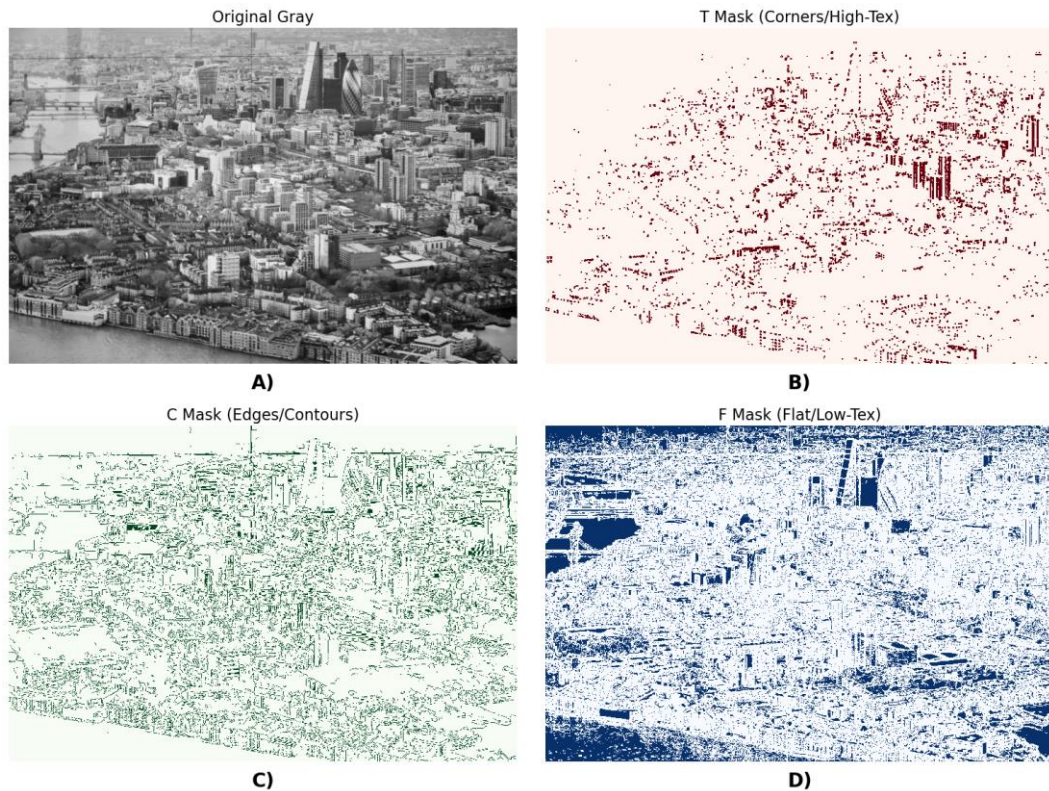 Original Gray
T Mask (Corners/High-Tex)
A)
B)
C Mask (Edges/Contours)
F Mask (Flat/Low-Tex)
C)
D)